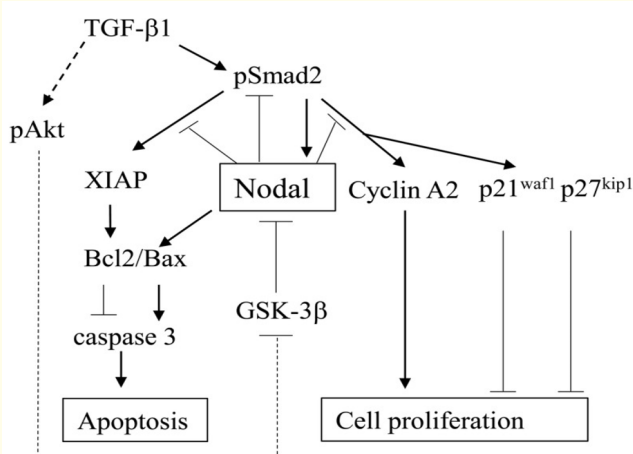 TGF-β1
pSmad2
pAkt
XIAP
Nodal
Cyclin A2
p21waf1 p27kip1
Bcl2/Bax
GSK-3β
caspase 3
Apoptosis
Cell proliferation